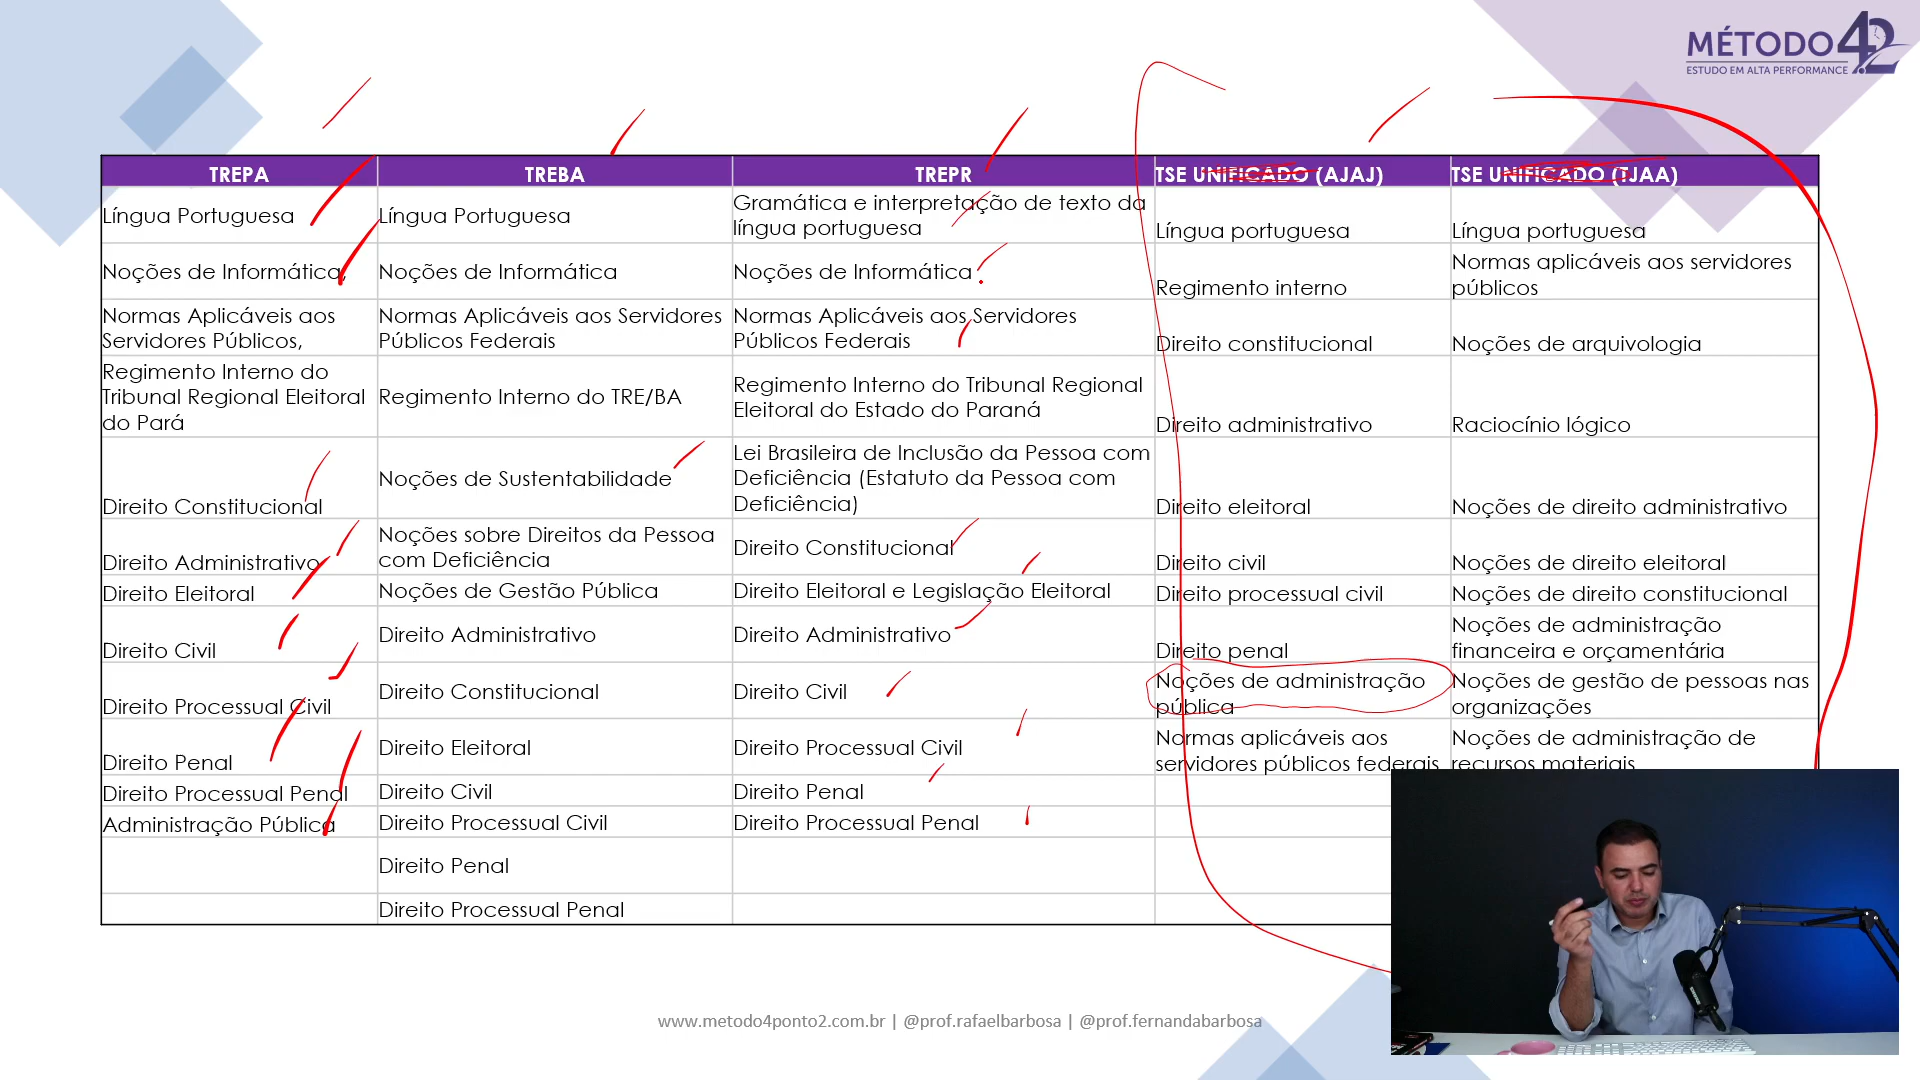 MÉTODO 4.2
ESTUDO EM ALTA PERFORMANCE
TREPA
TREBA
TREPR
TSE UNIFICADO (AJAJ)
TSE UNIFICADO (TJAA)
Língua Portuguesa
Língua Portuguesa
Gramática e interpretação de texto da
língua portuguesa
Língua portuguesa
Língua portuguesa
Noções de Informática,
Noções de Informática
Noções de Informática
Regimento interno
Normas aplicáveis aos servidores
públicos
Normas Aplicáveis aos
Servidores Públicos,
Normas Aplicáveis aos Servidores
Públicos Federais
Normas Aplicáveis aos Servidores
Públicos Federais
Direito constitucional
Noções de arquivologia
Regimento Interno do
Tribunal Regional Eleitoral
do Pará
Regimento Interno do TRE/BA
Regimento Interno do Tribunal Regional
Eleitoral do Estado do Paraná
Direito administrativo
Raciocínio lógico
Direito Constitucional
Noções de Sustentabilidade
Lei Brasileira de Inclusão da Pessoa com
Deficiência (Estatuto da Pessoa com
Deficiência)
Direito eleitoral
Noções de direito administrativo
Direito Administrativo
Noções sobre Direitos da Pessoa
com Deficiência
Direito Constitucional
Direito civil
Noções de direito eleitoral
Direito Eleitoral
Noções de Gestão Pública
Direito Eleitoral e Legislação Eleitoral
Direito processual civil
Noções de direito constitucional
Direito Civil
Direito Administrativo
Direito Administrativo
Direito penal
Noções de administração
financeira e orçamentária
Direito Processual Civil
Direito Constitucional
Direito Civil
Noções de administração
pública
Noções de gestão de pessoas nas
organizações
Direito Penal
Direito Eleitoral
Direito Processual Civil
Normas aplicáveis aos
servidores públicos federais
Noções de administração de
recursos materiais
Direito Processual Penal
Direito Civil
Direito Penal
Administração Pública
Direito Processual Civil
Direito Processual Penal
Direito Penal
Direito Processual Penal
www.metodo4ponto2.com.br | @prof.rafaelbarbosa | @prof.fernandabarbosa